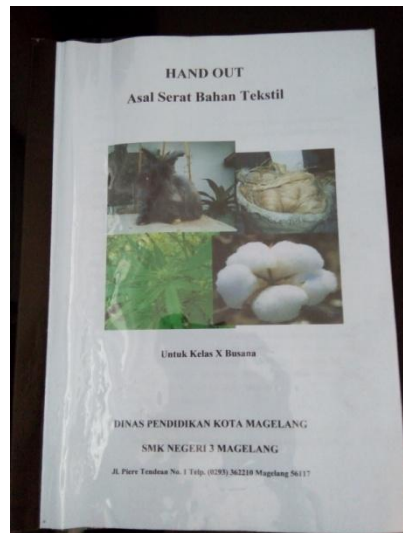 HAND OUT
Asal Serat Bahan Tekstil
Untuk Kelas X Busana
DINAS PENDIDIKAN KOTA MAGELANG
SMK NEGERI 3 MAGELANG
Jl. Piere Tendean No. 1 Telp. (0293) 362210 Magelang 56117